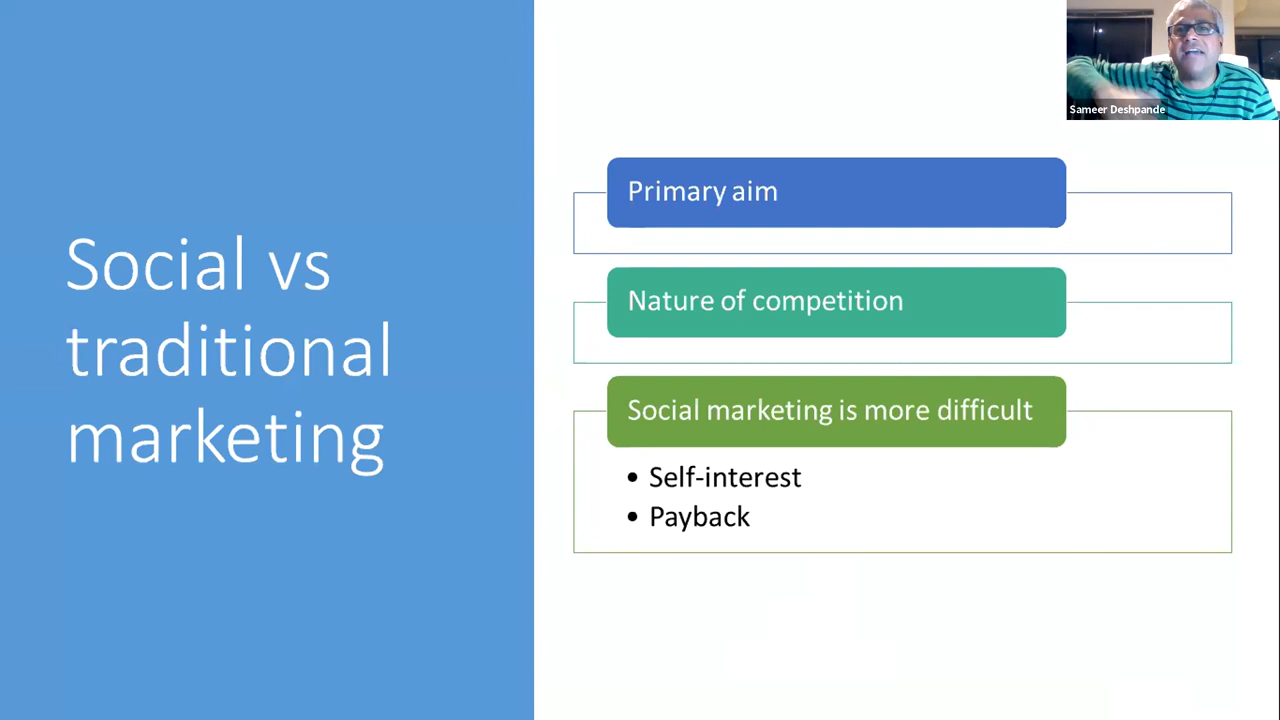 Social vs
traditional
marketing
Primary aim
Nature of competition
Social marketing is more difficult
• Self-interest
• Payback
Sameer Deshpande